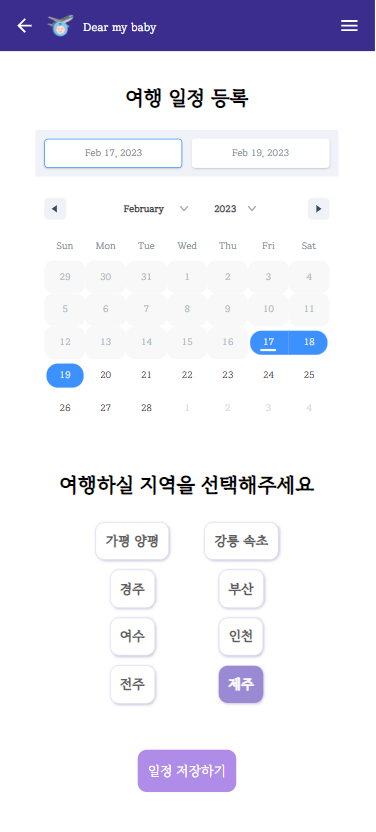 Dear my baby
여행 일정 등록
Feb 17, 2023 Feb 19, 2023
February 2023
Sun Mon Tue Wed Thu Fri Sat
29 30 31 1 2 3 4
5 6 7 8 9 10 11
12 13 14 15 16 17 18
19 20 21 22 23 24 25
26 27 28 1 2 3 4
여행하실 지역을 선택해주세요
가평 양평 강릉 속초
경주 부산
여수 인천
전주 제주
일정 저장하기